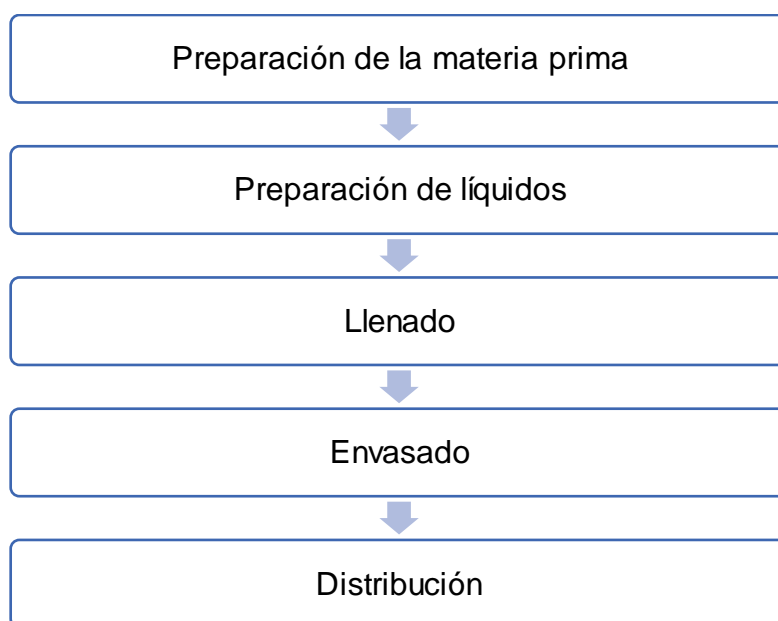 Preparación de la materia prima
Preparación de líquidos
Llenado
Envasado
Distribución